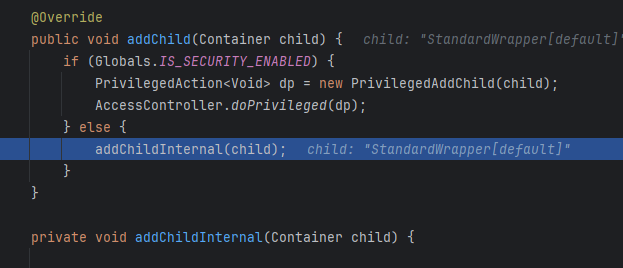 @Override
public void addChild(Container child) {   child: "StandardWrapper[default]"
if (Globals.IS_SECURITY_ENABLED) {
PrivilegedAction<Void> dp = new PrivilegedAddChild(child);
AccessController.doPrivileged(dp);
} else {
addChildInternal(child);   child: "StandardWrapper[default]"
}
}
private void addChildInternal(Container child) {